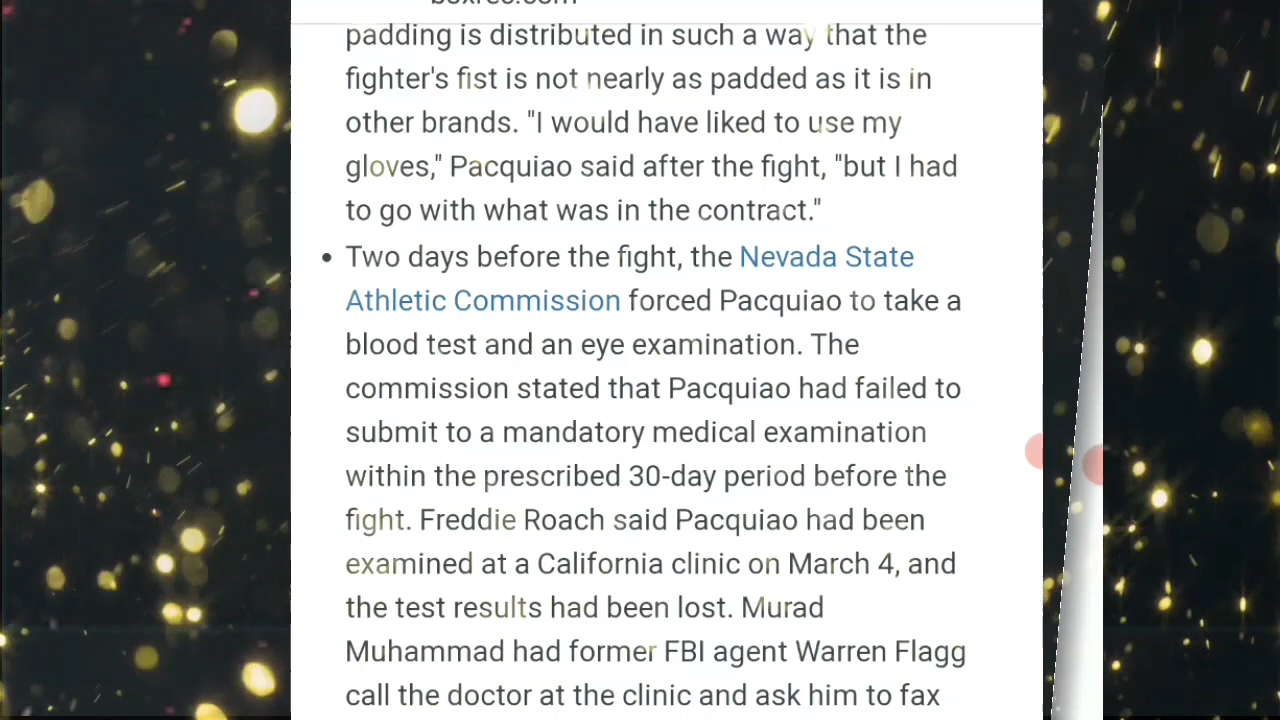 boxrec.com
padding is distributed in such a way that the
fighter's fist is not nearly as padded as it is in
other brands. "I would have liked to use my
gloves," Pacquiao said after the fight, "but I had
to go with what was in the contract."
• Two days before the fight, the Nevada State
Athletic Commission forced Pacquiao to take a
blood test and an eye examination. The
commission stated that Pacquiao had failed to
submit to a mandatory medical examination
within the prescribed 30-day period before the
fight. Freddie Roach said Pacquiao had been
examined at a California clinic on March 4, and
the test results had been lost. Murad
Muhammad had former FBI agent Warren Flagg
call the doctor at the clinic and ask him to fax